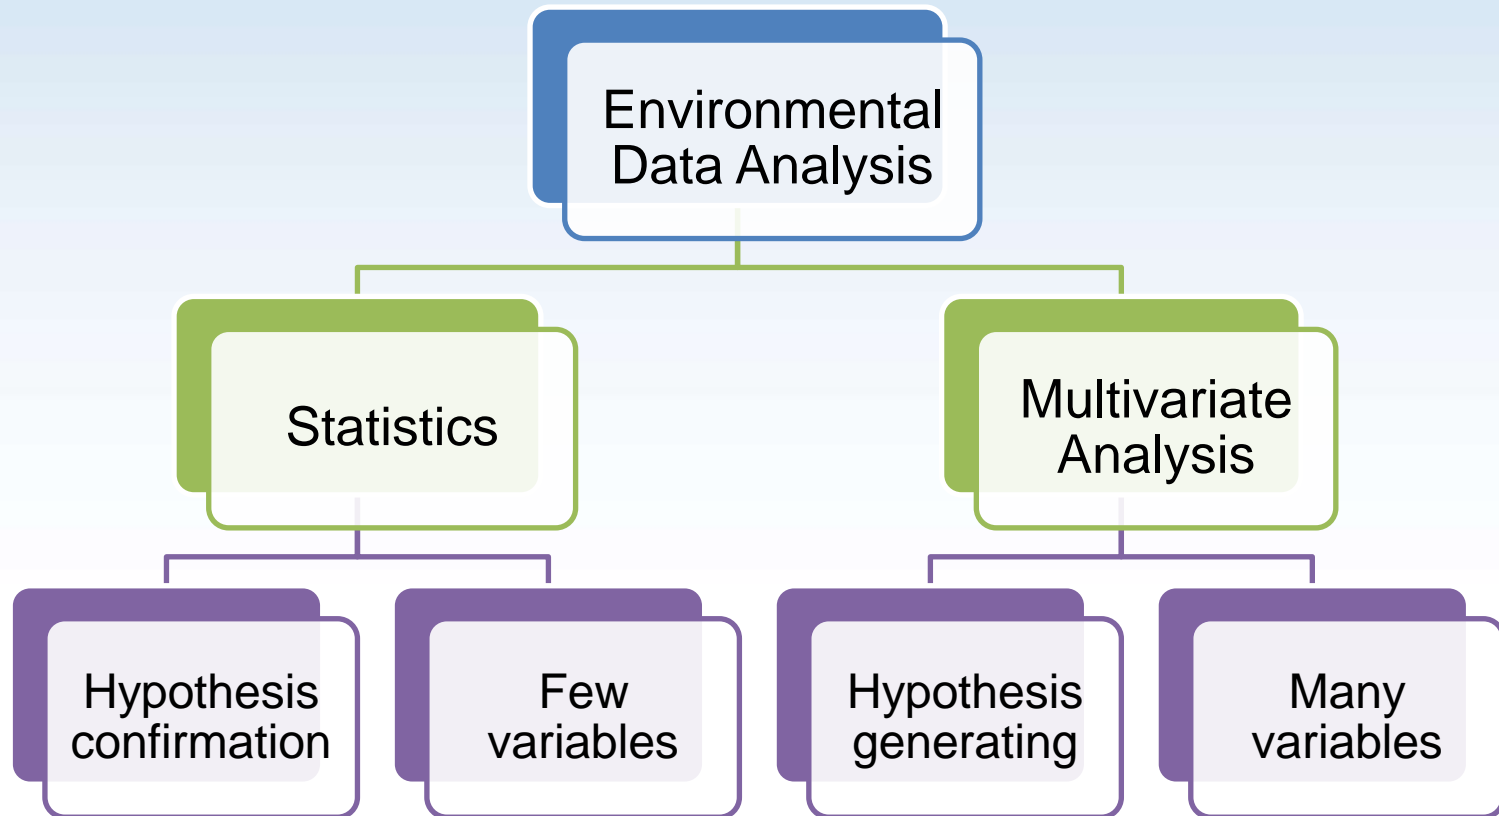 Environmental
Data Analysis
Statistics
Multivariate
Analysis
Hypothesis
confirmation
Few
variables
Hypothesis
generating
Many
variables